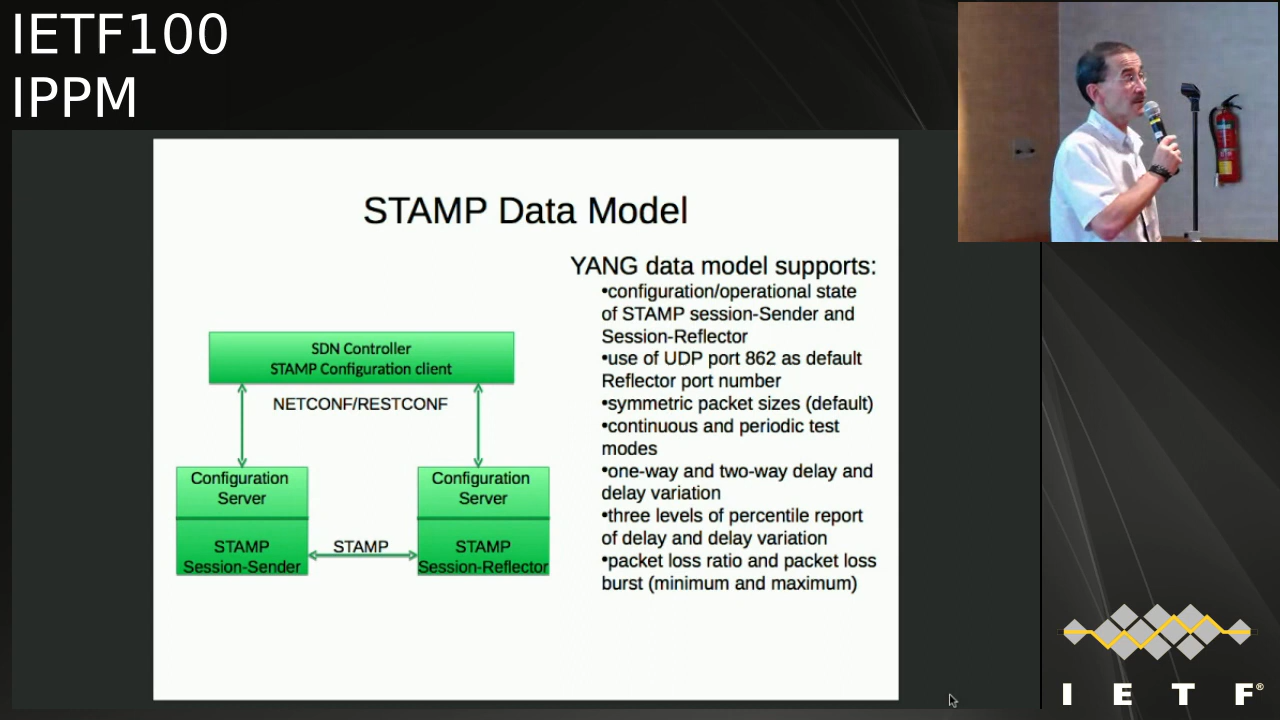 IETF100
IPPM
STAMP Data Model
YANG data model supports:
•configuration/operational state
of STAMP session-Sender and
Session-Reflector
•use of UDP port 862 as default
Reflector port number
•symmetric packet sizes (default)
•continuous and periodic test
modes
•one-way and two-way delay and
delay variation
•three levels of percentile report
of delay and delay variation
•packet loss ratio and packet loss
burst (minimum and maximum)
SDN Controller
STAMP Configuration client
NETCONF/RESTCONF
Configuration
Server
STAMP
Session-Sender
STAMP
Configuration
Server
STAMP
Session-Reflector
I E T F®